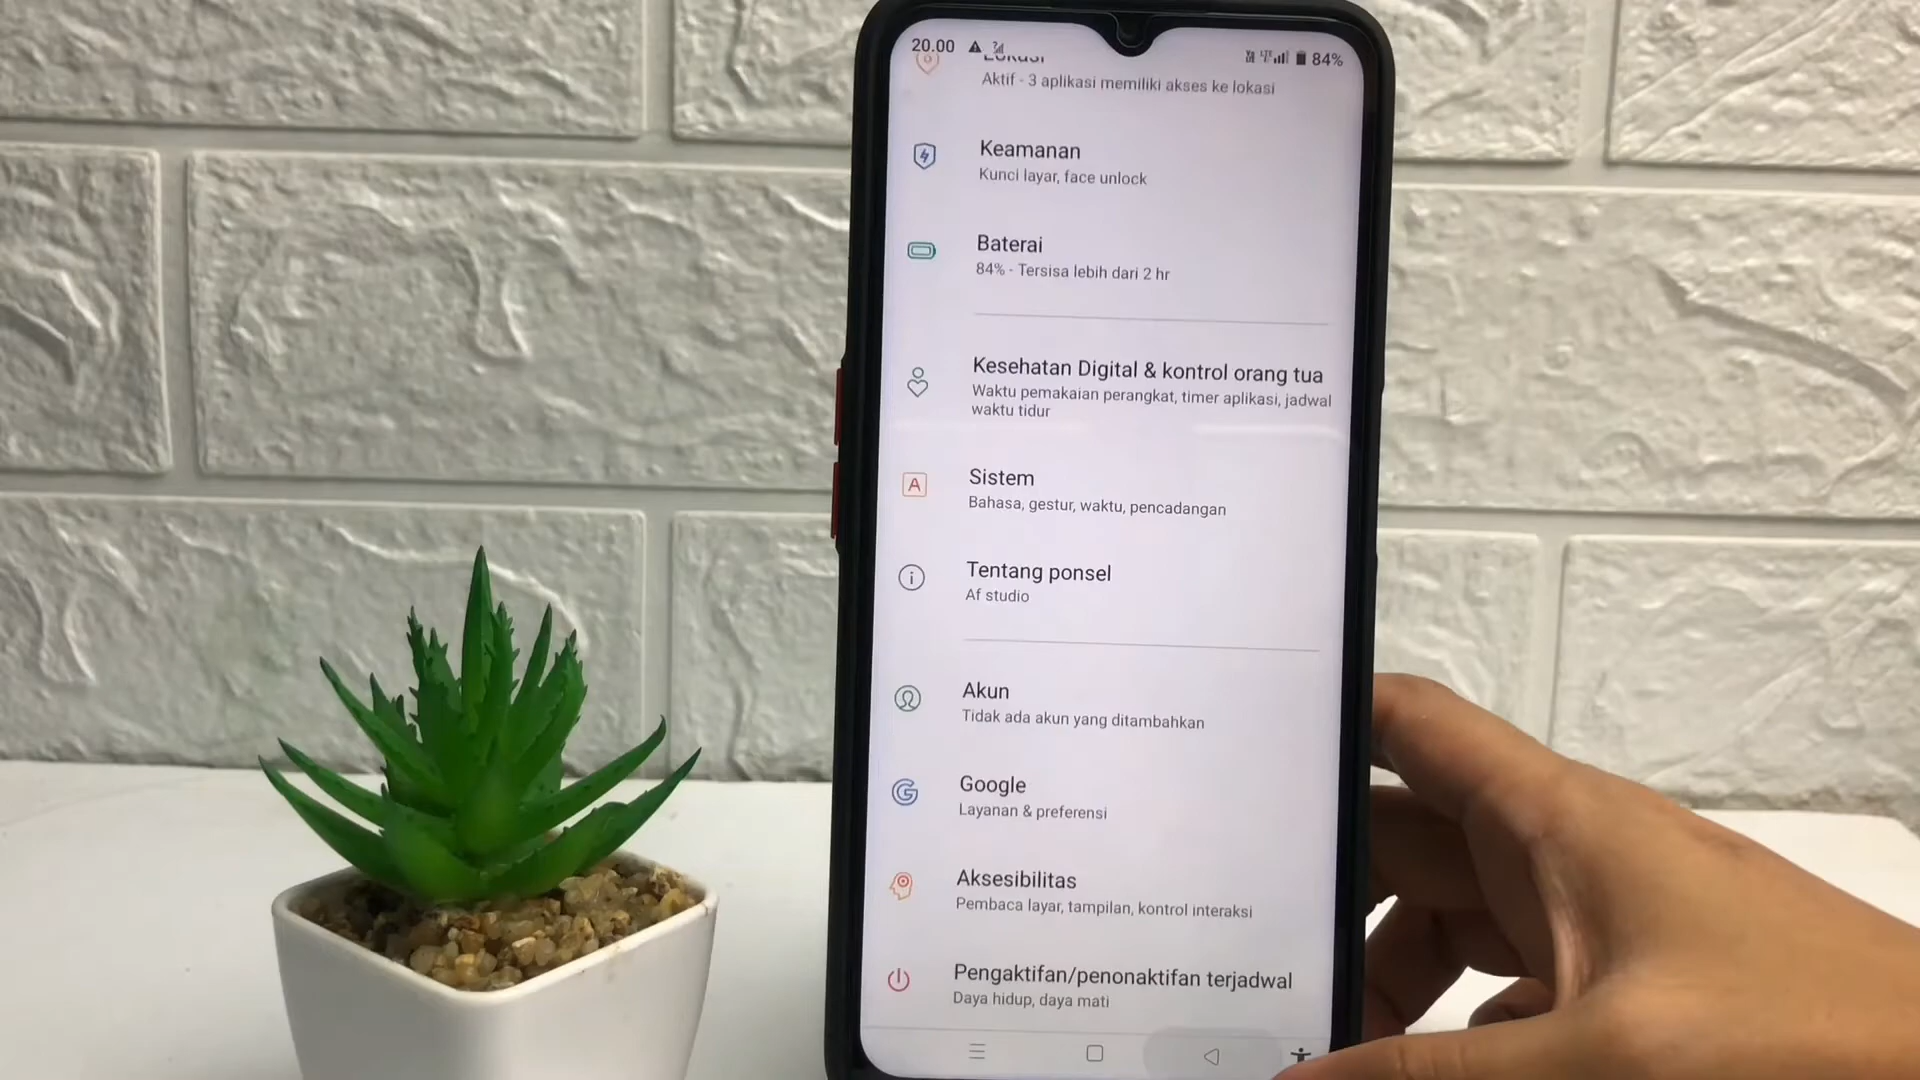 20.00
84%
Lokasi
Aktif - 3 aplikasi memiliki akses ke lokasi
Keamanan
Kunci layar, face unlock
Baterai
84% - Tersisa lebih dari 2 hr
Kesehatan Digital & kontrol orang tua
Waktu pemakaian perangkat, timer aplikasi, jadwal
waktu tidur
A
Sistem
Bahasa, gestur, waktu, pencadangan
Tentang ponsel
Af studio
Akun
Tidak ada akun yang ditambahkan
Google
Layanan & preferensi
Aksesibilitas
Pembaca layar, tampilan, kontrol interaksi
Pengaktifan/penonaktifan terjadwal
Daya hidup, daya mati